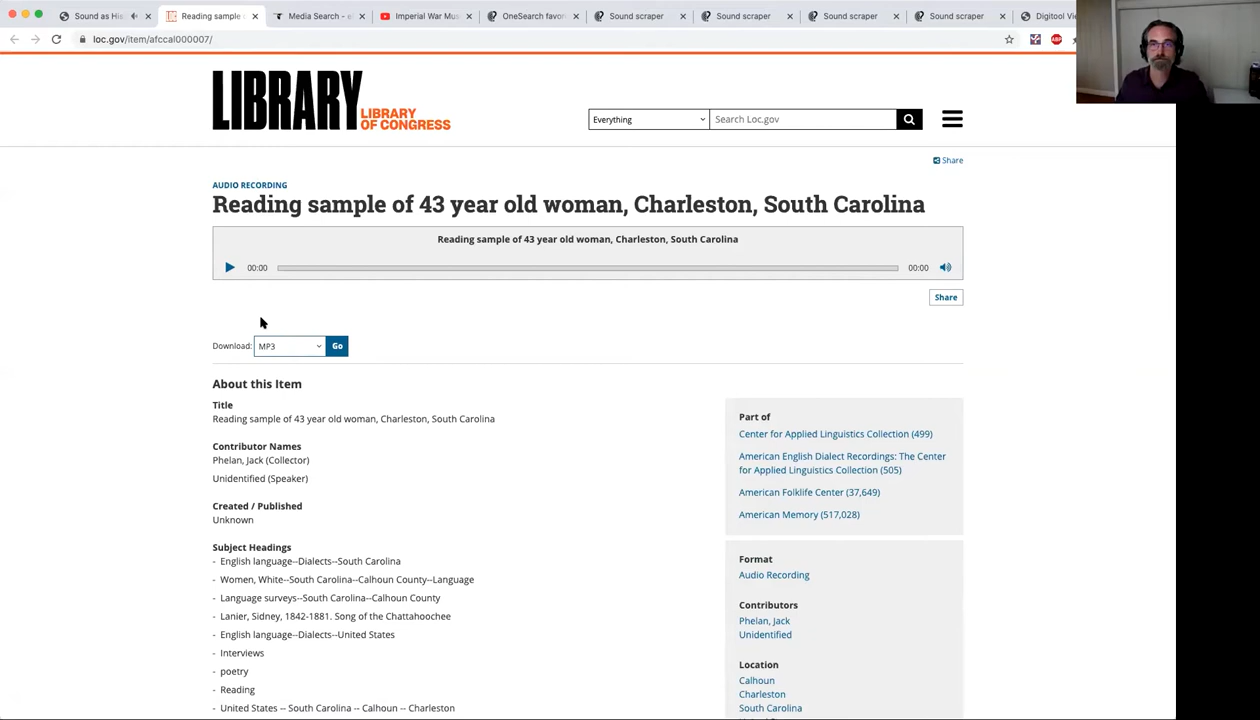 Sound as His
Reading sample
Media Search - e
Imperial War Mus
OneSearch favor
Sound scraper
Sound scraper
Sound scraper
Sound scraper
Digitool Vie
loc.gov/item/afccal000007/
LIBRARY
LIBRARY
OF CONGRESS
Everything
Search Loc.gov
Share
AUDIO RECORDING
Reading sample of 43 year old woman, Charleston, South Carolina
Reading sample of 43 year old woman, Charleston, South Carolina
00:00
00:00
Share
Download: MP3 Go
About this Item
Title
Reading sample of 43 year old woman, Charleston, South Carolina
Contributor Names
Phelan, Jack (Collector)
Unidentified (Speaker)
Created / Published
Unknown
Subject Headings
- English language--Dialects--South Carolina
- Women, White--South Carolina--Calhoun County--Language
- Language surveys--South Carolina--Calhoun County
- Lanier, Sidney, 1842-1881. Song of the Chattahoochee
- English language--Dialects--United States
- Interviews
- poetry
- Reading
- United States -- South Carolina -- Calhoun -- Charleston
Part of
Center for Applied Linguistics Collection (499)
American English Dialect Recordings: The Center
for Applied Linguistics Collection (505)
American Folklife Center (37,649)
American Memory (517,028)
Format
Audio Recording
Contributors
Phelan, Jack
Unidentified
Location
Calhoun
Charleston
South Carolina